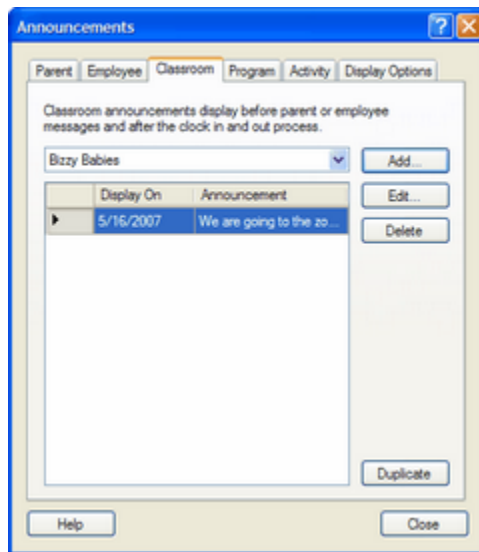 Announcements
Parent Employee Classroom Program Activity Display Options
Classroom announcements display before parent or employee
messages and after the clock in and out process.
Bizzy Babies Add...
Display On Announcement Edit...
5/16/2007 We are going to the zo... Delete
Duplicate
Help Close